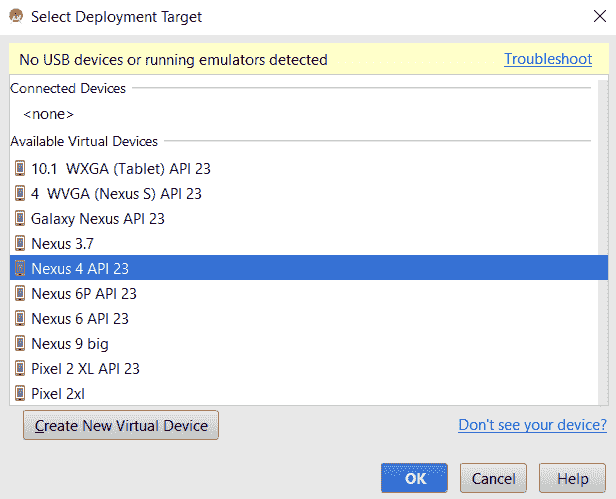 Select Deployment Target
No USB devices or running emulators detected Troubleshoot
Connected Devices
<none>
Available Virtual Devices
10.1 WXGA (Tablet) API 23
4 WVGA (Nexus S) API 23
Galaxy Nexus API 23
Nexus 3.7
Nexus 4 API 23
Nexus 6P API 23
Nexus 6 API 23
Nexus 9 big
Pixel 2 XL API 23
Pixel 2xl
Create New Virtual Device Don't see your device?
OK Cancel Help